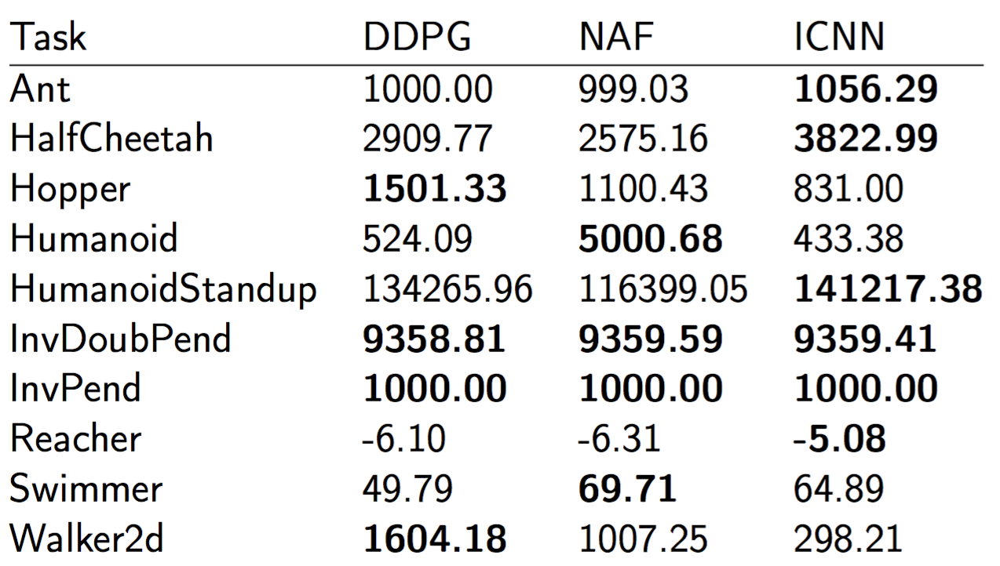 Task DDPG NAF ICNN
Ant 1000.00 999.03 1056.29
HalfCheetah 2909.77 2575.16 3822.99
Hopper 1501.33 1100.43 831.00
Humanoid 524.09 5000.68 433.38
HumanoidStandup 134265.96 116399.05 141217.38
InvDoubPend 9358.81 9359.59 9359.41
InvPend 1000.00 1000.00 1000.00
Reacher -6.10 -6.31 -5.08
Swimmer 49.79 69.71 64.89
Walker2d 1604.18 1007.25 298.21